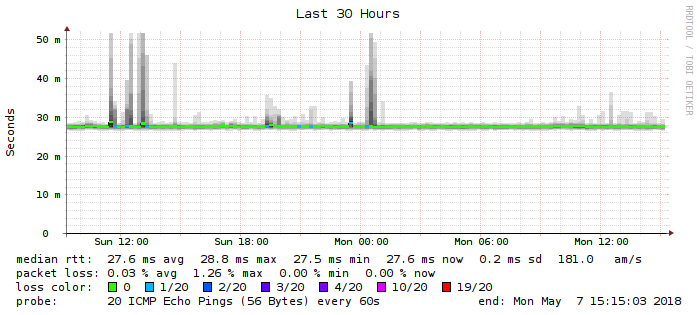 Last 30 Hours
RRDTOOL / TOBI OETIKER
Seconds
50 m
40 m
30 m
20 m
10 m
0
Sun 12:00 Sun 18:00 Mon 00:00 Mon 06:00 Mon 12:00
median rtt: 27.6 ms avg 28.8 ms max 27.5 ms min 27.6 ms now 0.2 ms sd 181.0 am/s
packet loss: 0.03 % avg 1.26 % max 0.00 % min 0.00 % now
loss color: 0 1/20 2/20 3/20 4/20 10/20 19/20
probe: 20 ICMP Echo Pings (56 Bytes) every 60s end: Mon May 7 15:15:03 2018